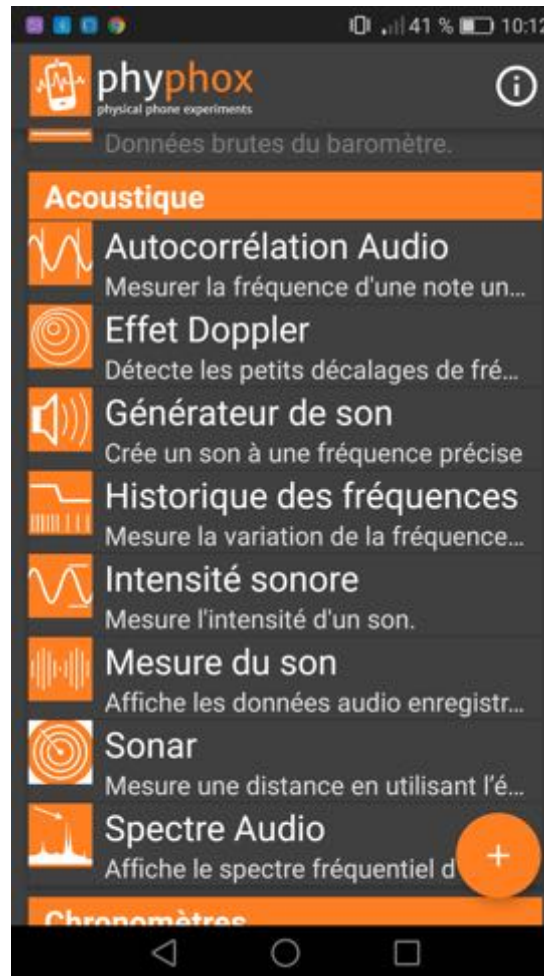 41 % 10:12
phyphox
physical phone experiments
Données brutes du baromètre.
Acoustique
Autocorrélation Audio
Mesurer la fréquence d'une note un...
Effet Doppler
Détecte les petits décalages de fré...
Générateur de son
Crée un son à une fréquence précise
Historique des fréquences
Mesure la variation de la fréquence...
Intensité sonore
Mesure l'intensité d'un son.
Mesure du son
Affiche les données audio enregistr...
Sonar
Mesure une distance en utilisant l'é...
Spectre Audio
Affiche le spectre fréquentiel d
+
Chronomètres